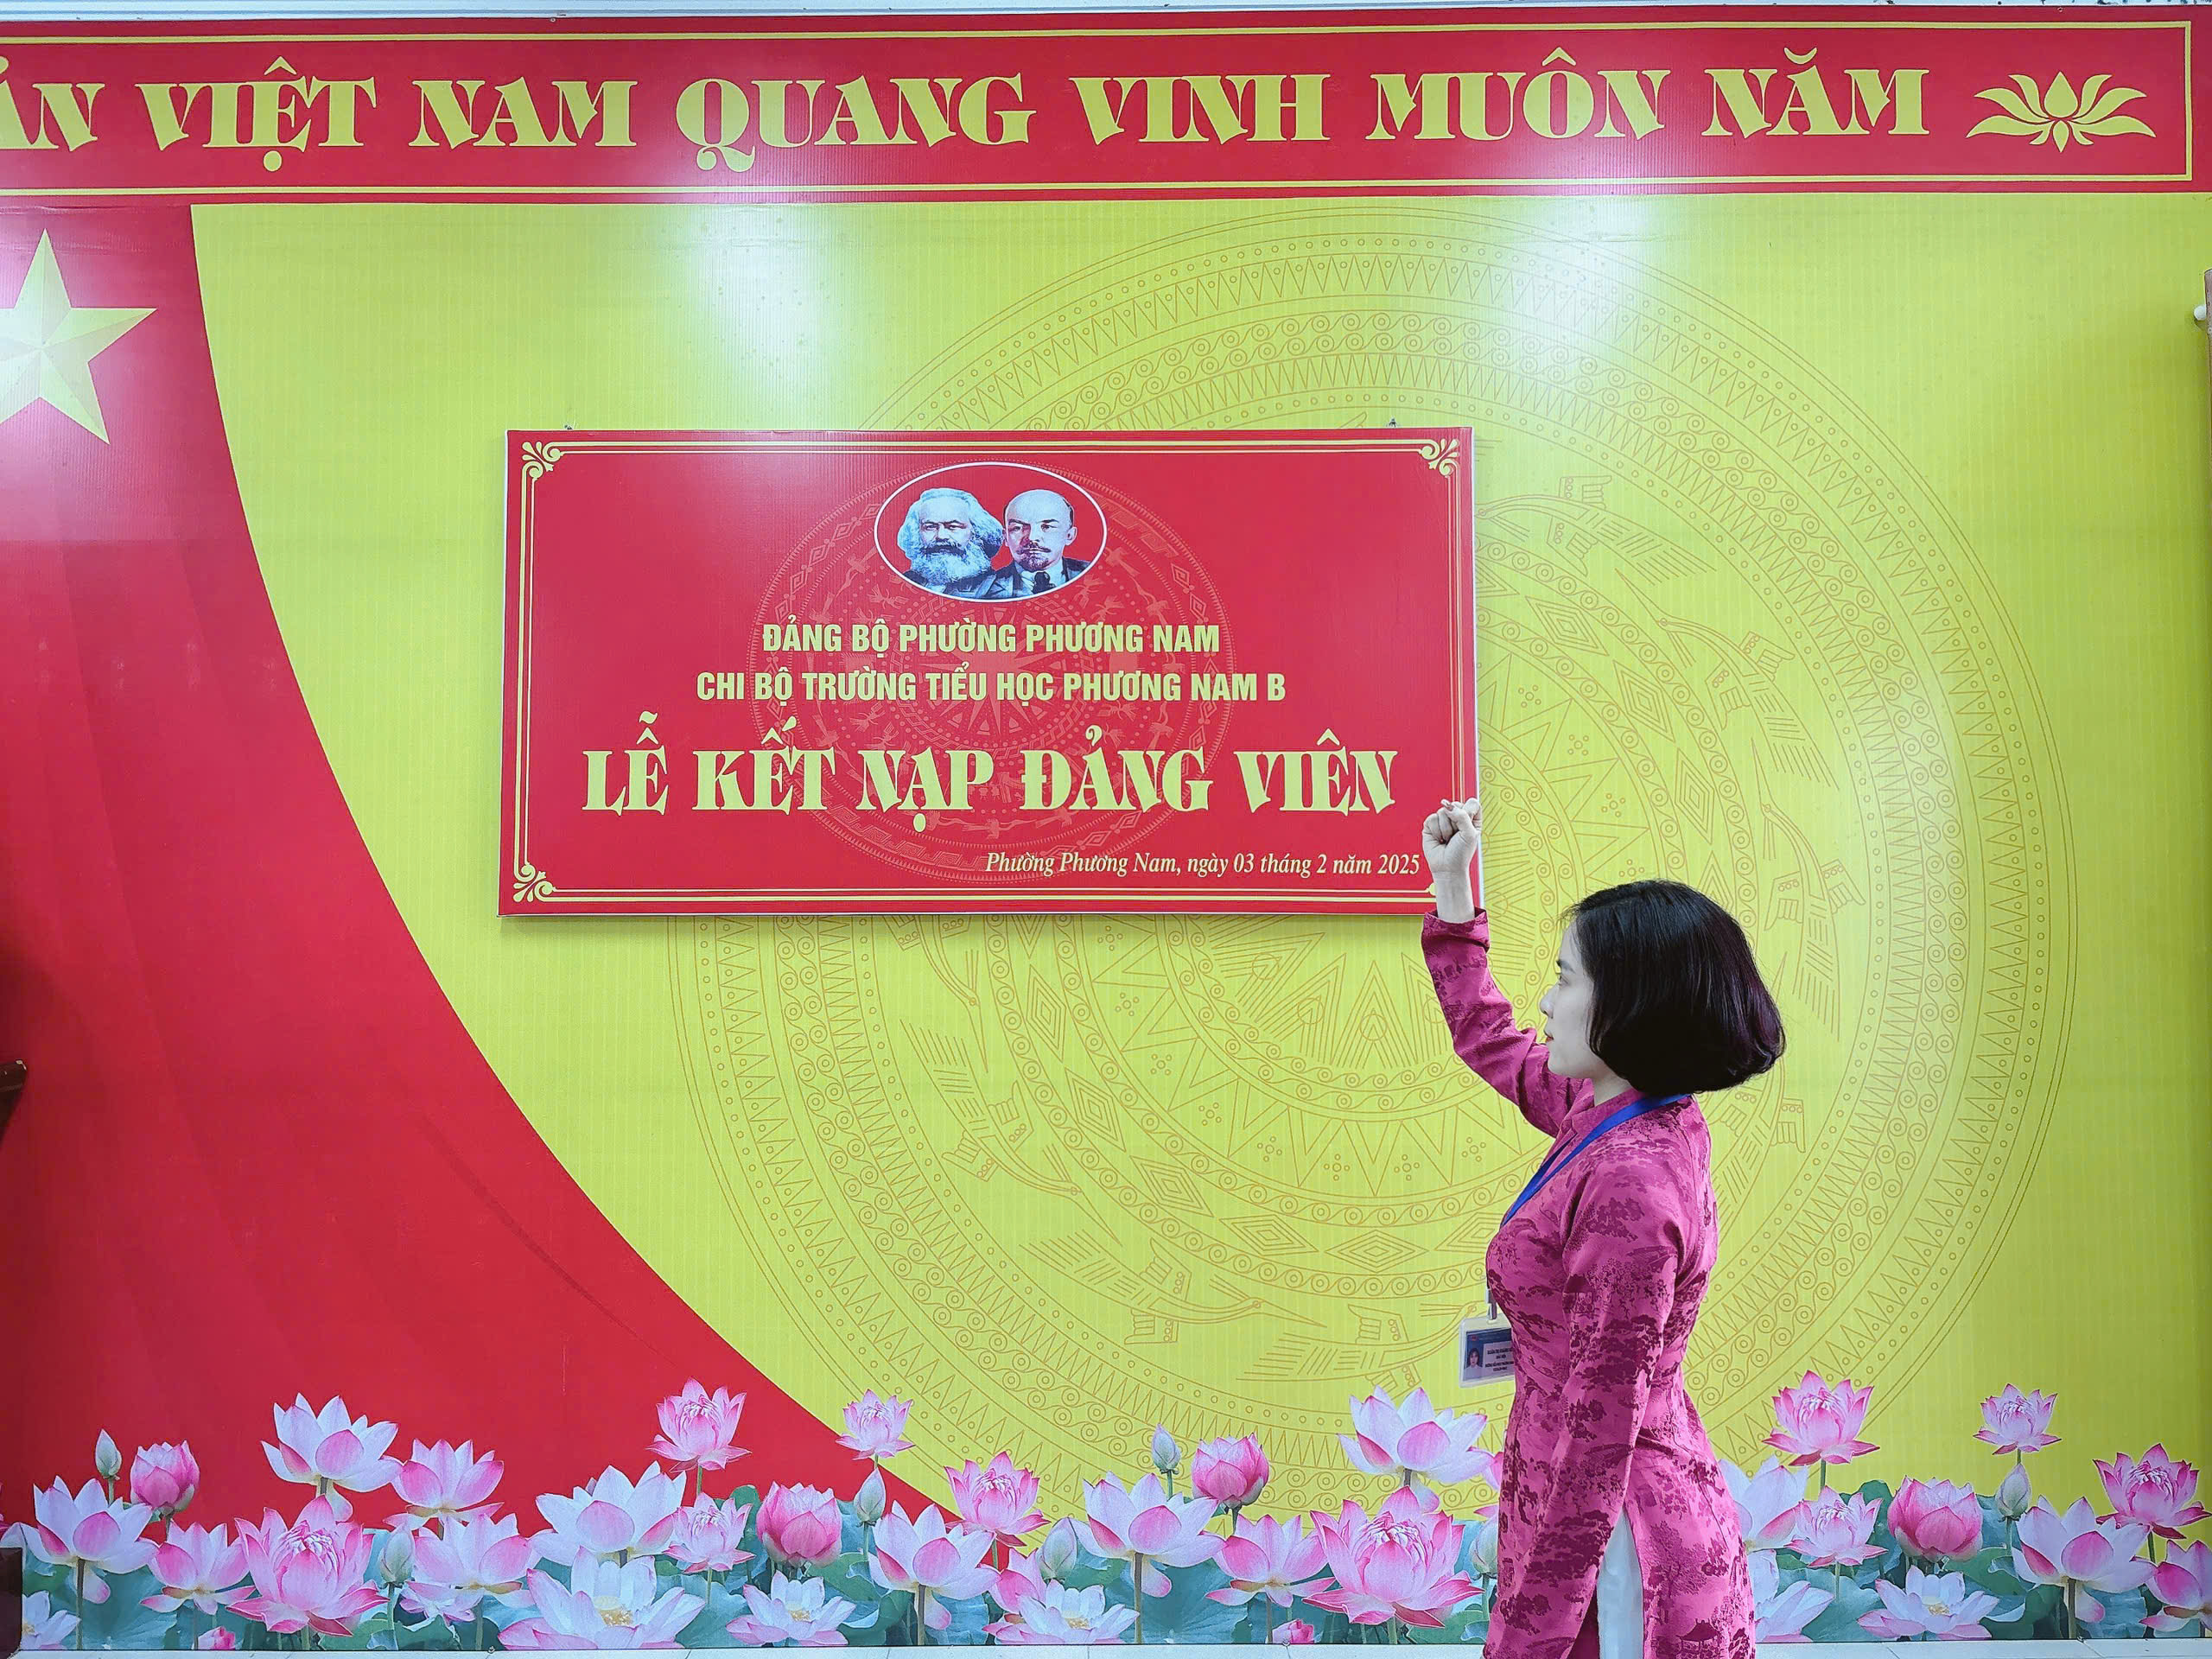 VIỆT NAM QUANG VINH MUÔN NĂM
ĐẢNG BỘ PHƯỜNG PHƯƠNG NAM
CHI BỘ TRƯỜNG TIỂU HỌC PHƯƠNG NAM B
LỄ KẾT NẠP ĐẢNG VIÊN
Phường Phương Nam, ngày 03 tháng 2 năm 2025